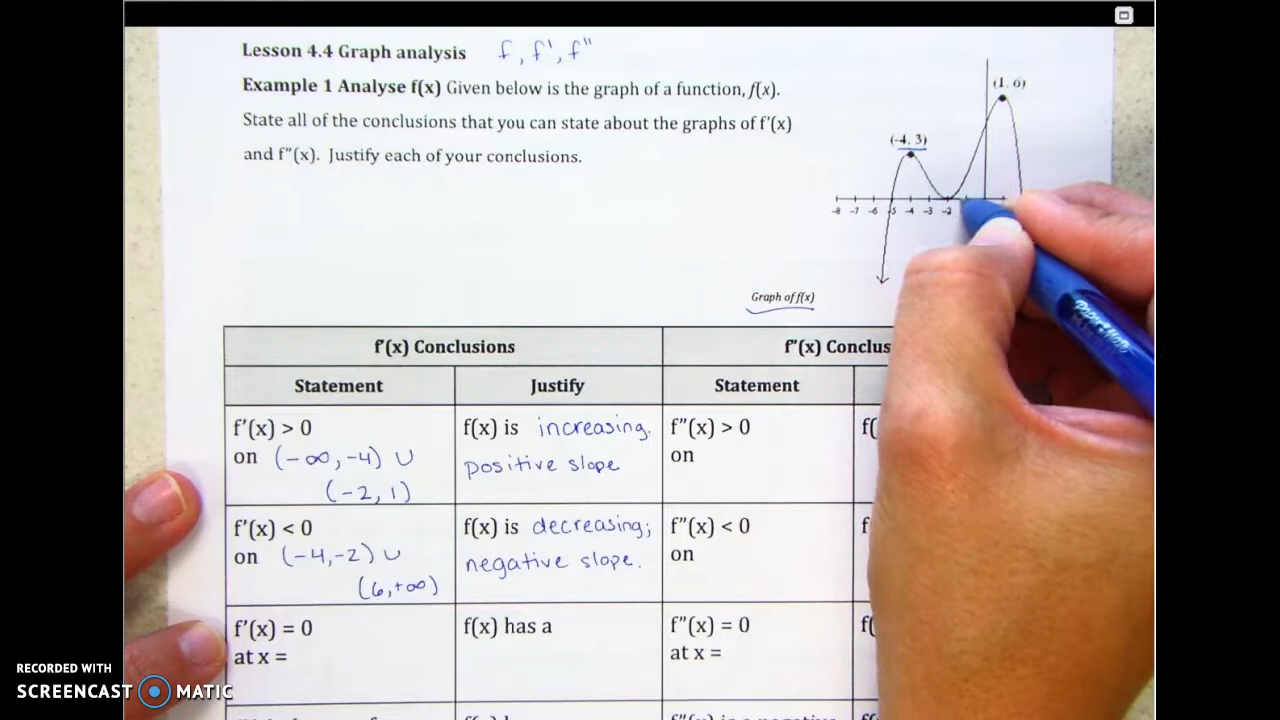 Lesson 4.4 Graph analysis f, f', f"
Example 1 Analyse f(x) Given below is the graph of a function, f(x).
State all of the conclusions that you can state about the graphs of f'(x)
and f"(x). Justify each of your conclusions.
(1, 6)
(-4, 3)
-8 -7 -6 -5 -4 -3 -2
Graph of f(x)
f'(x) Conclusions
f"(x) Conclus
Statement Justify Statement
f'(x) > 0
on (-∞, -4) ∪
(-2, 1)
f(x) is increasing.
positive slope
f"(x) > 0
on
f(
f'(x) < 0
on (-4, -2) ∪
(6, +∞)
f(x) is decreasing;
negative slope.
f"(x) < 0
on
f(
f'(x) = 0
at x =
f(x) has a
f"(x) = 0
at x =
f(
RECORDED WITH
SCREENCAST MATIC